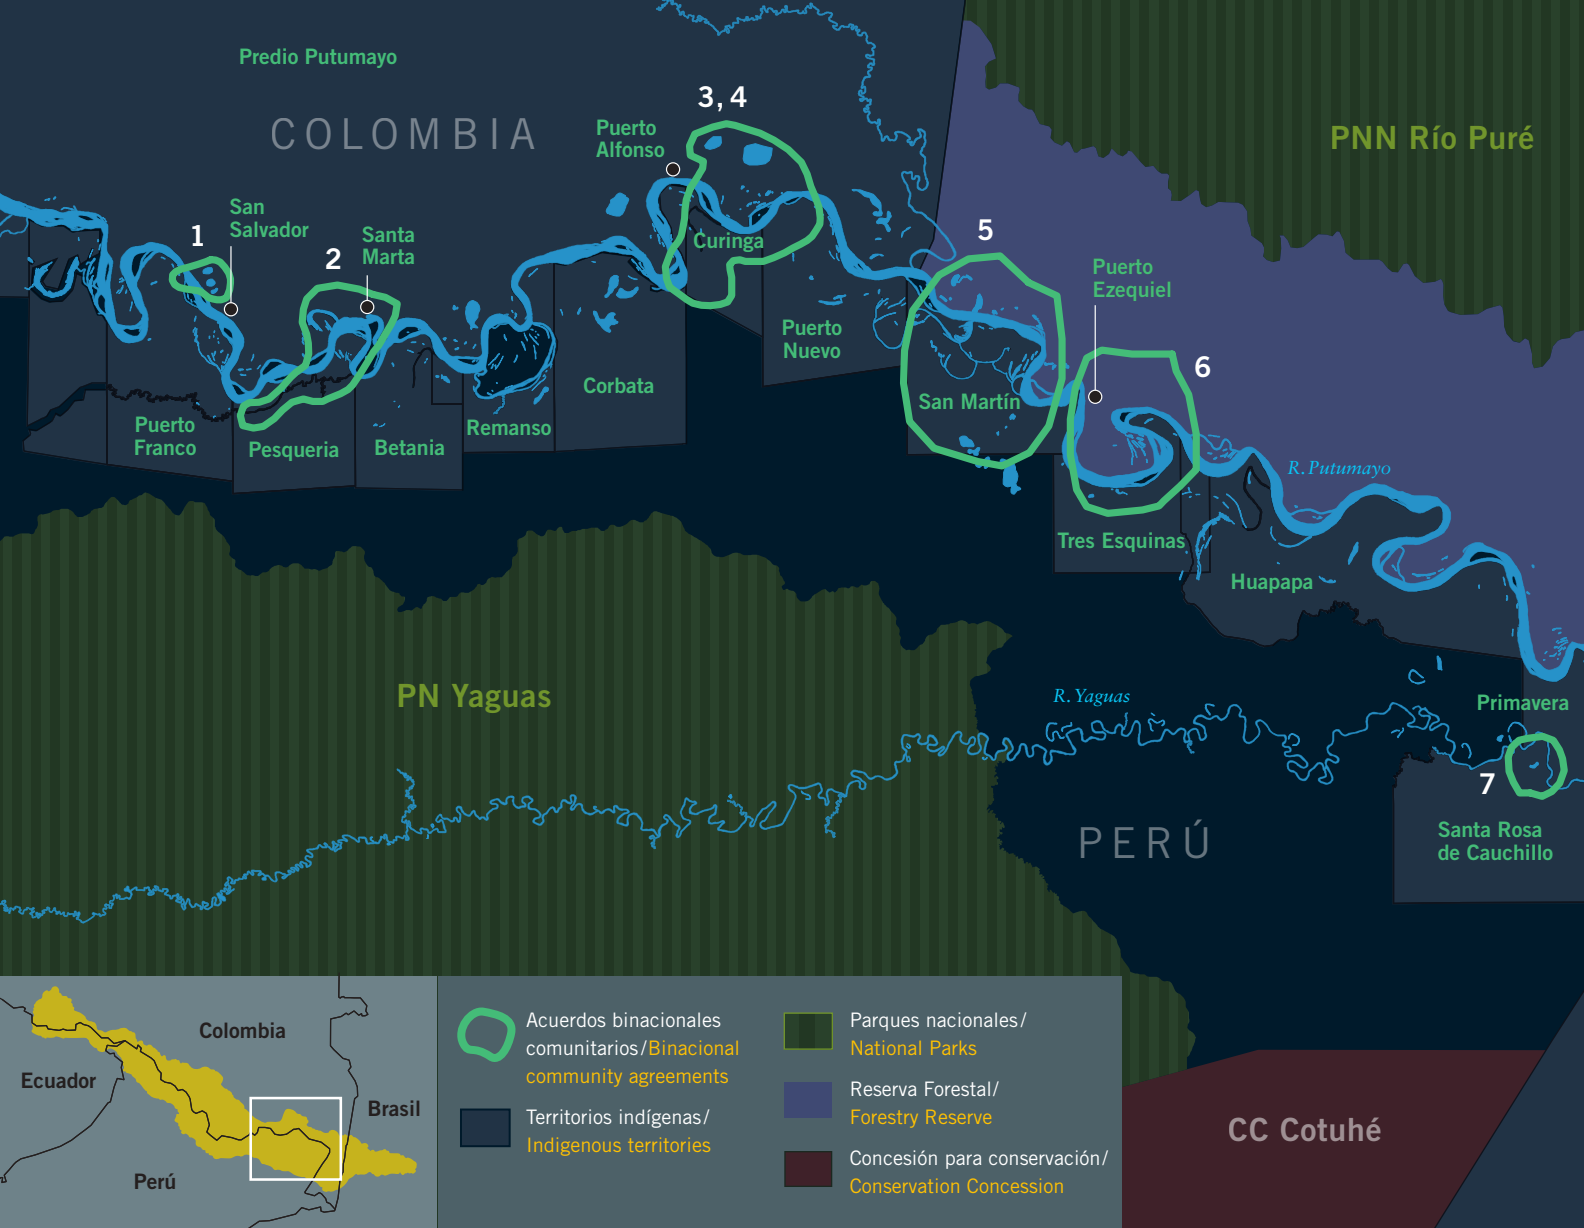 Predio Putumayo
COLOMBIA
3, 4
Puerto
Alfonso
PNN Río Puré
San
Salvador
1
Santa
Marta
2
Curinga
5
Puerto
Ezequiel
Puerto
Nuevo
6
Corbata
San Martín
Puerto
Franco
Pesqueria
Betania
Remanso
R. Putumayo
Tres Esquinas
Huapapa
PN Yaguas
R. Yaguas
Primavera
7
PERÚ
Santa Rosa
de Cauchillo
Colombia
Ecuador
Brasil
Perú
Acuerdos binacionales
comunitarios/Binacional
community agreements
Territorios indígenas/
Indigenous territories
Parques nacionales/
National Parks
Reserva Forestal/
Forestry Reserve
Concesión para conservación/
Conservation Concession
CC Cotuhé